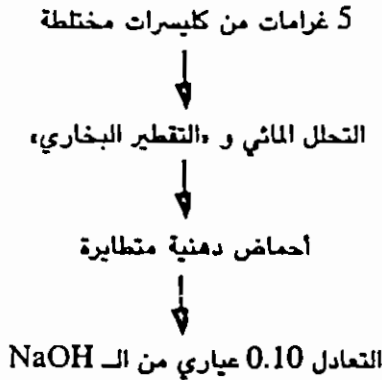 5 غرامات من كليسرات مختلطة
التحلل المائي و «التقطير البخاري»
أحماض دهنية متطايرة
التعادل 0.10 عياري من الـ NaOH